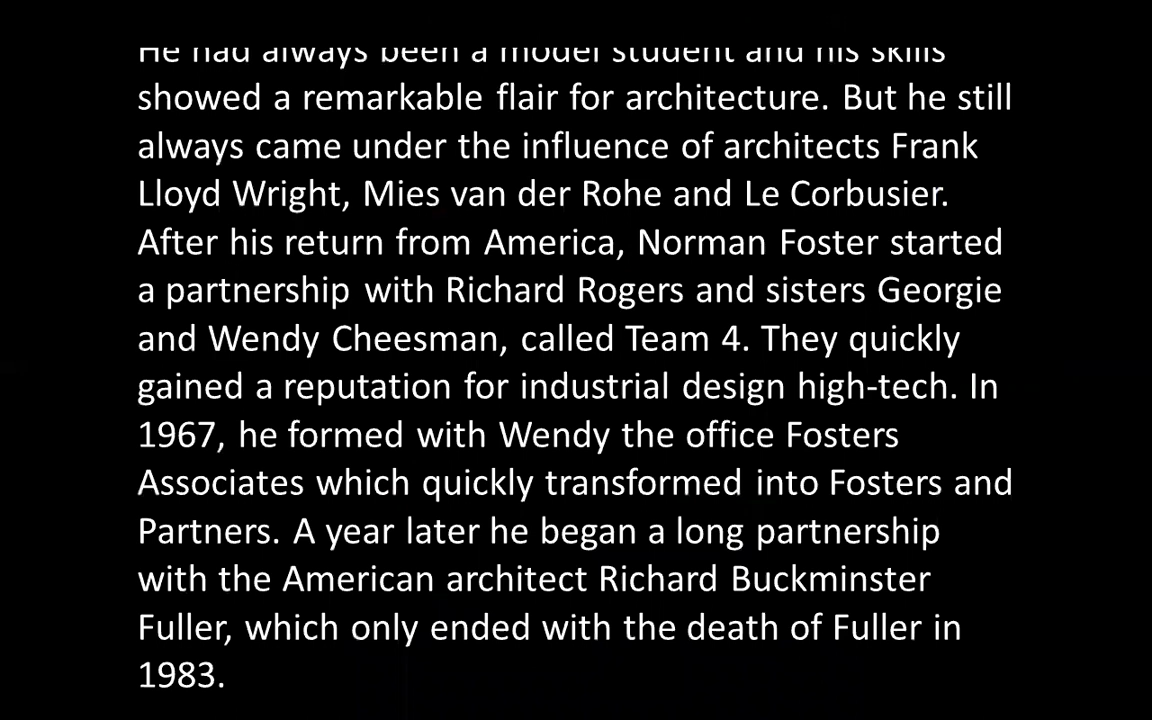 He had always been a model student and his skills
showed a remarkable flair for architecture. But he still
always came under the influence of architects Frank
Lloyd Wright, Mies van der Rohe and Le Corbusier.
After his return from America, Norman Foster started
a partnership with Richard Rogers and sisters Georgie
and Wendy Cheesman, called Team 4. They quickly
gained a reputation for industrial design high-tech. In
1967, he formed with Wendy the office Fosters
Associates which quickly transformed into Fosters and
Partners. A year later he began a long partnership
with the American architect Richard Buckminster
Fuller, which only ended with the death of Fuller in
1983.